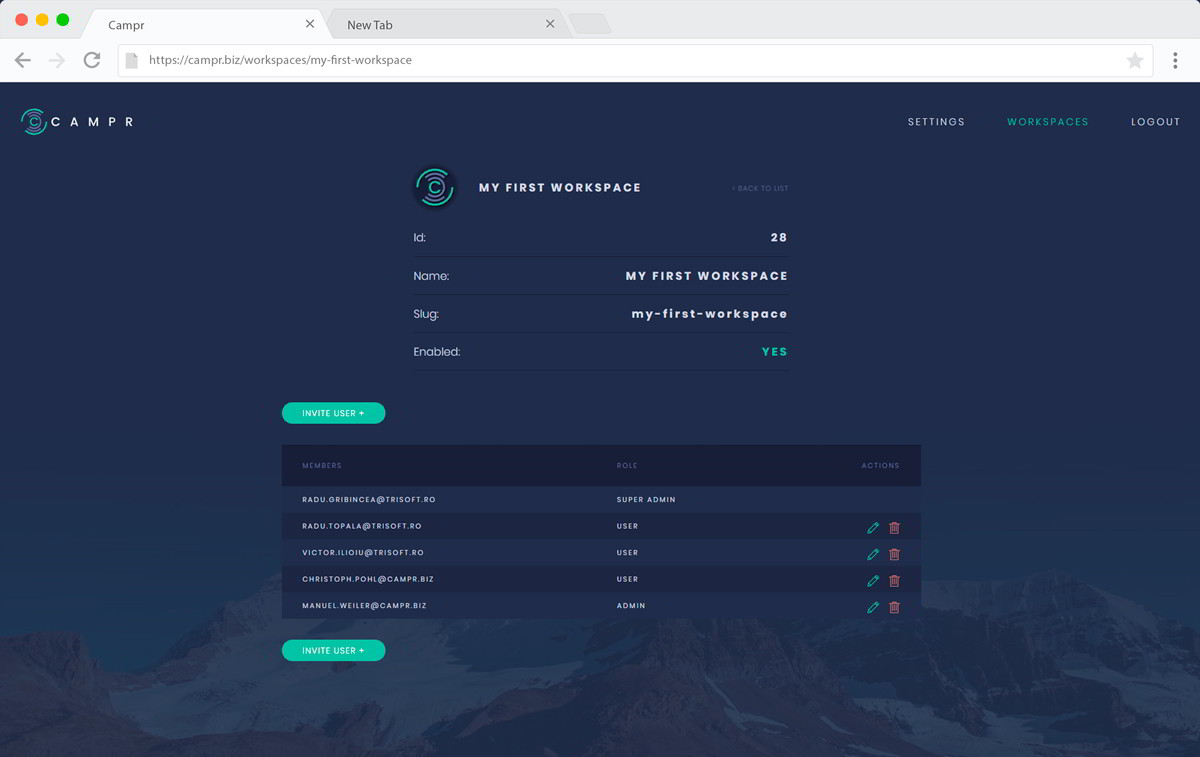 Campr
New Tab
https://campr.biz/workspaces/my-first-workspace
C CAMPR
SETTINGS WORKSPACES LOGOUT
C MY FIRST WORKSPACE ‹ BACK TO LIST
Id: 28
Name: MY FIRST WORKSPACE
Slug: my-first-workspace
Enabled: YES
INVITE USER +
MEMBERS ROLE ACTIONS
RADU.GRIBINCEA@TRISOFT.RO SUPER ADMIN
RADU.TOPALA@TRISOFT.RO USER
VICTOR.ILIOIU@TRISOFT.RO USER
CHRISTOPH.POHL@CAMPR.BIZ USER
MANUEL.WEILER@CAMPR.BIZ ADMIN
INVITE USER +